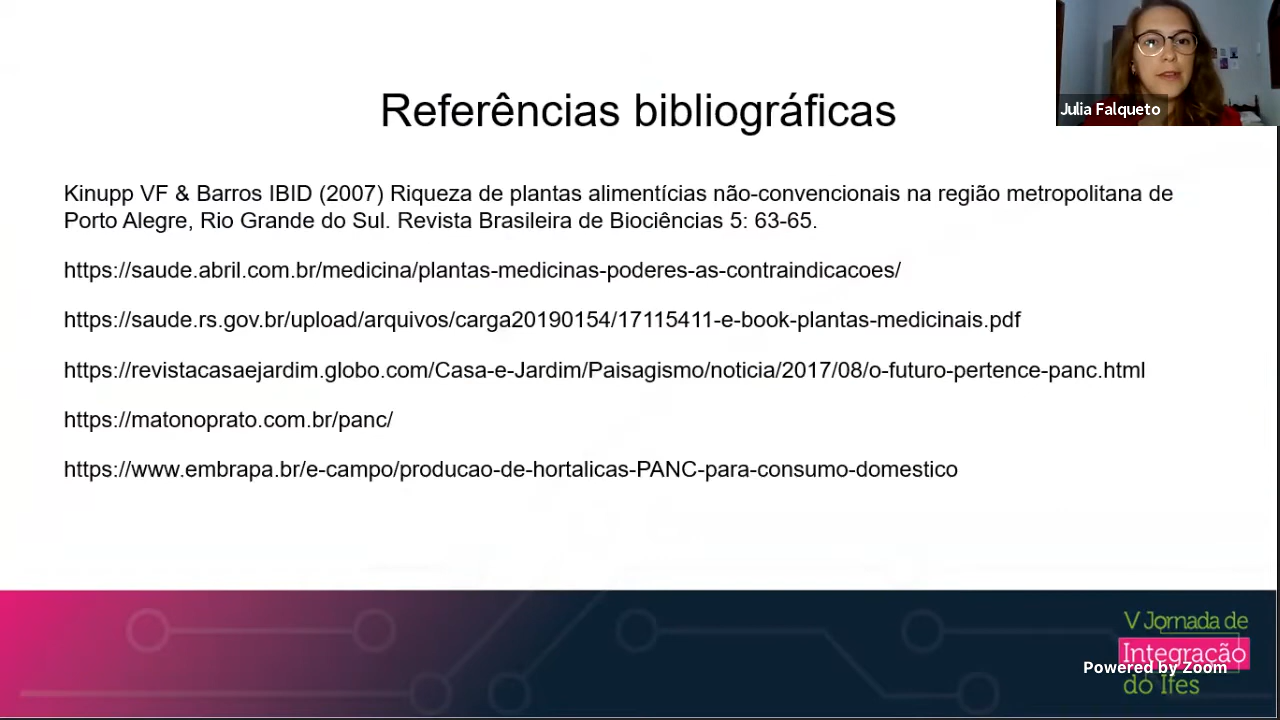 Julia Falqueto
Referências bibliográficas
Kinupp VF & Barros IBID (2007) Riqueza de plantas alimentícias não-convencionais na região metropolitana de
Porto Alegre, Rio Grande do Sul. Revista Brasileira de Biociências 5: 63-65.
https://saude.abril.com.br/medicina/plantas-medicinas-poderes-as-contraindicacoes/
https://saude.rs.gov.br/upload/arquivos/carga20190154/17115411-e-book-plantas-medicinais.pdf
https://revistacasaejardim.globo.com/Casa-e-Jardim/Paisagismo/noticia/2017/08/o-futuro-pertence-panc.html
https://matonoprato.com.br/panc/
https://www.embrapa.br/e-campo/producao-de-hortalicas-PANC-para-consumo-domestico
V Jornada de
Integração
Powered by Zoom
do Ifes